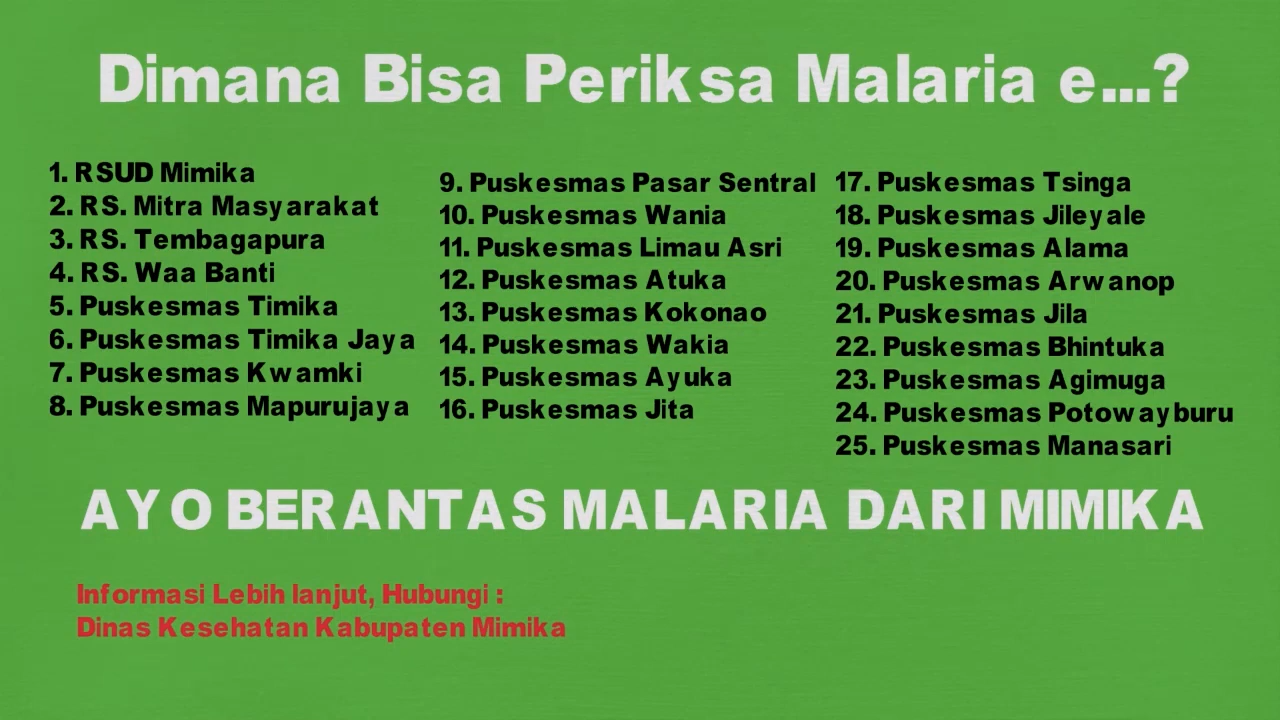 Dimana Bisa Periksa Malaria e...?
1. RSUD Mimika
2. RS. Mitra Masyarakat
3. RS. Tembagapura
4. RS. Waa Banti
5. Puskesmas Timika
6. Puskesmas Timika Jaya
7. Puskesmas Kwamki
8. Puskesmas Mapurujaya
9. Puskesmas Pasar Sentral
10. Puskesmas Wania
11. Puskesmas Limau Asri
12. Puskesmas Atuka
13. Puskesmas Kokonao
14. Puskesmas Wakia
15. Puskesmas Ayuka
16. Puskesmas Jita
17. Puskesmas Tsinga
18. Puskesmas Jileyale
19. Puskesmas Alama
20. Puskesmas Arwanop
21. Puskesmas Jila
22. Puskesmas Bhintuka
23. Puskesmas Agimuga
24. Puskesmas Potowayburu
25. Puskesmas Manasari
AYO BERANTAS MALARIA DARI MIMIKA
Informasi Lebih lanjut, Hubungi :
Dinas Kesehatan Kabupaten Mimika